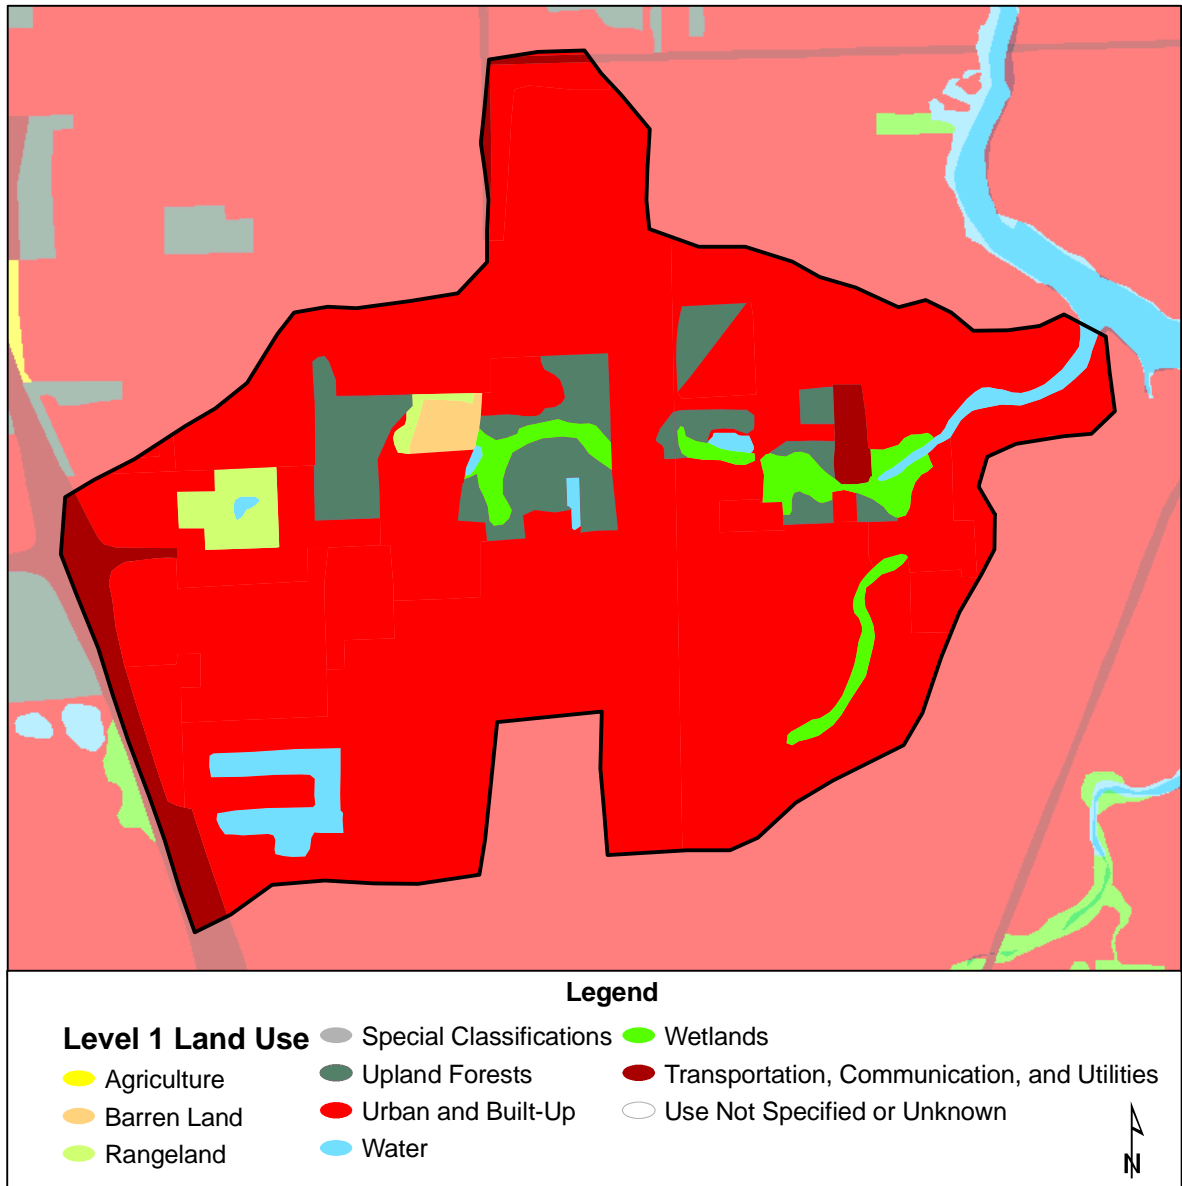 Legend
Level 1 Land Use
Agriculture
Barren Land
Rangeland
Special Classifications
Upland Forests
Urban and Built-Up
Water
Wetlands
Transportation, Communication, and Utilities
Use Not Specified or Unknown
N